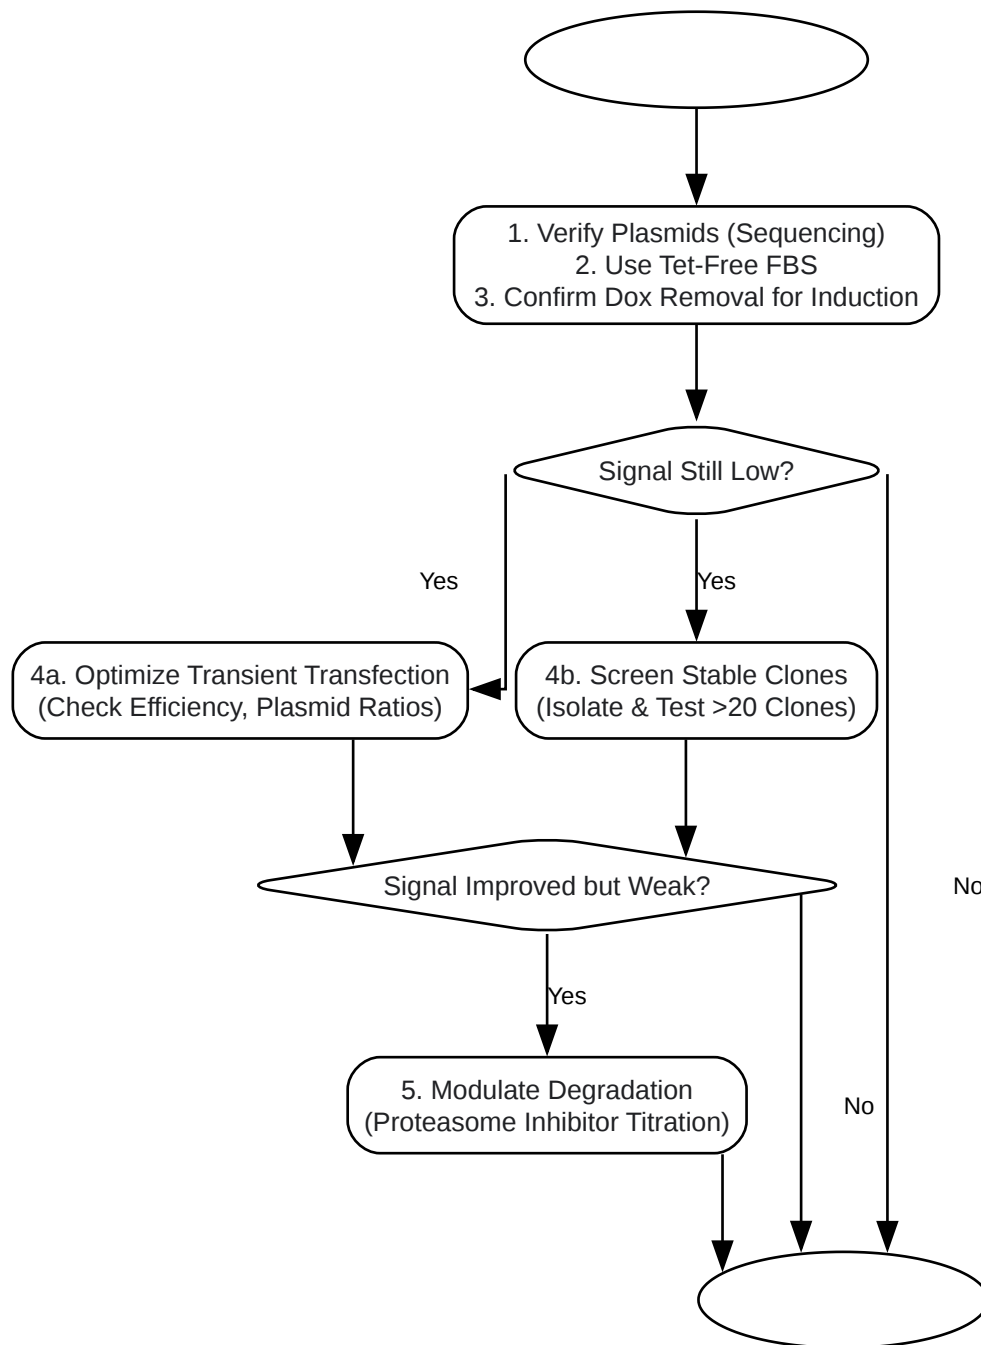 1. Verify Plasmids (Sequencing)
2. Use Tet-Free FBS
3. Confirm Dox Removal for Induction
Signal Still Low?
Yes
Yes
4a. Optimize Transient Transfection
(Check Efficiency, Plasmid Ratios)
4b. Screen Stable Clones
(Isolate & Test >20 Clones)
Signal Improved but Weak?
No
Yes
5. Modulate Degradation
(Proteasome Inhibitor Titration)
No